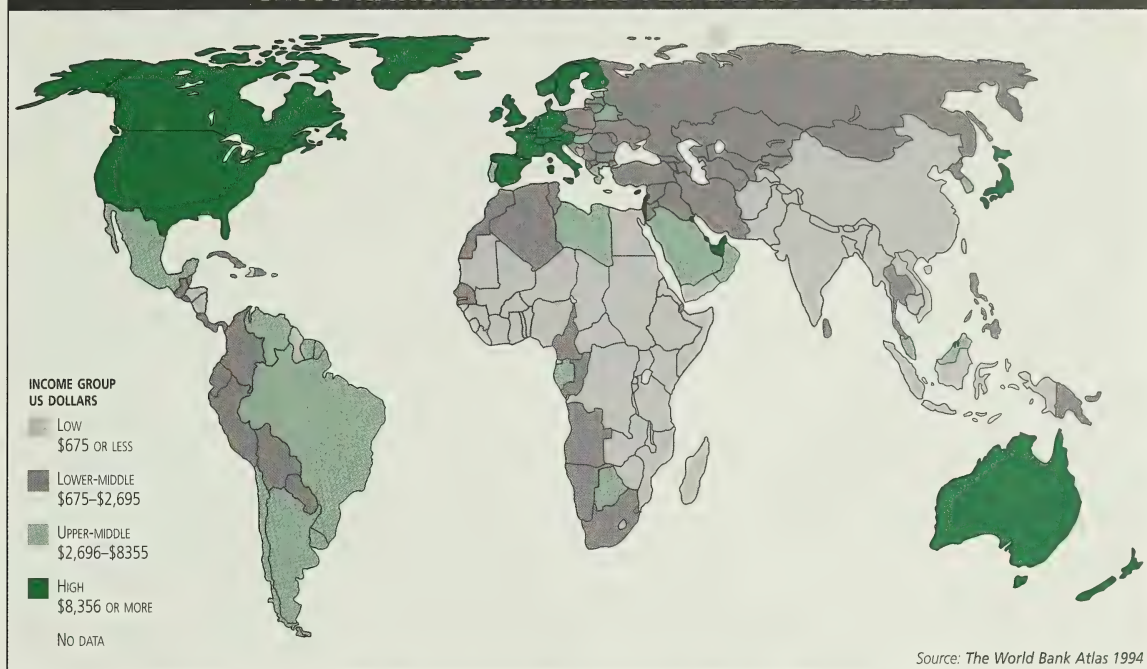 INCOME GROUP
US DOLLARS
LOW
$675 OR LESS
LOWER-MIDDLE
$675–$2,695
UPPER-MIDDLE
$2,696–$8355
HIGH
$8,356 OR MORE
NO DATA
Source: The World Bank Atlas 1994